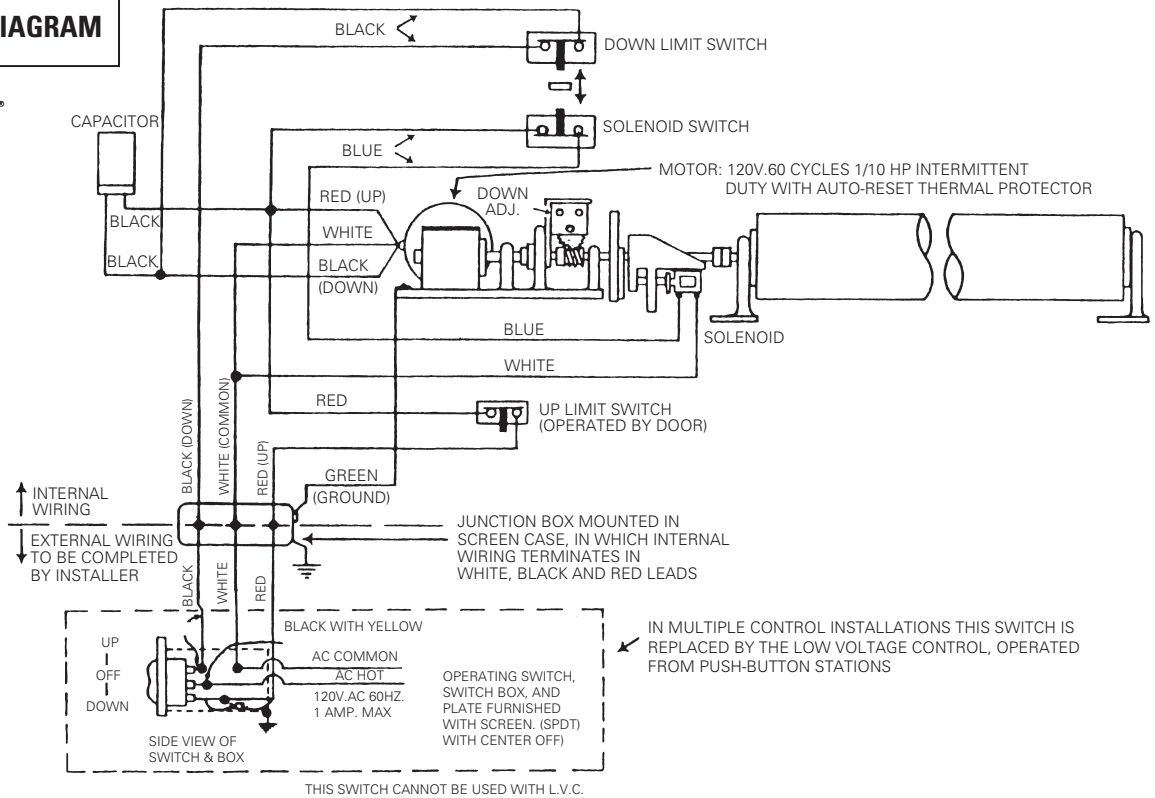 IAGRAM
®
BLACK
DOWN LIMIT SWITCH
CAPACITOR
SOLENOID SWITCH
BLUE
MOTOR: 120V.60 CYCLES 1/10 HP INTERMITTENT
DUTY WITH AUTO-RESET THERMAL PROTECTOR
DOWN
ADJ.
RED (UP)
BLACK
WHITE
BLACK
BLACK
(DOWN)
BLUE
SOLENOID
WHITE
RED
UP LIMIT SWITCH
(OPERATED BY DOOR)
BLACK (DOWN)
WHITE (COMMON)
RED (UP)
GREEN
(GROUND)
INTERNAL
WIRING
EXTERNAL WIRING
TO BE COMPLETED
BY INSTALLER
JUNCTION BOX MOUNTED IN
SCREEN CASE, IN WHICH INTERNAL
WIRING TERMINATES IN
WHITE, BLACK AND RED LEADS
BLACK
WHITE
RED
BLACK WITH YELLOW
UP
OFF
DOWN
AC COMMON
AC HOT
120V.AC 60HZ.
1 AMP. MAX
OPERATING SWITCH,
SWITCH BOX, AND
PLATE FURNISHED
WITH SCREEN. (SPDT)
WITH CENTER OFF)
SIDE VIEW OF
SWITCH & BOX
IN MULTIPLE CONTROL INSTALLATIONS THIS SWITCH IS
REPLACED BY THE LOW VOLTAGE CONTROL, OPERATED
FROM PUSH-BUTTON STATIONS
THIS SWITCH CANNOT BE USED WITH L.V.C.